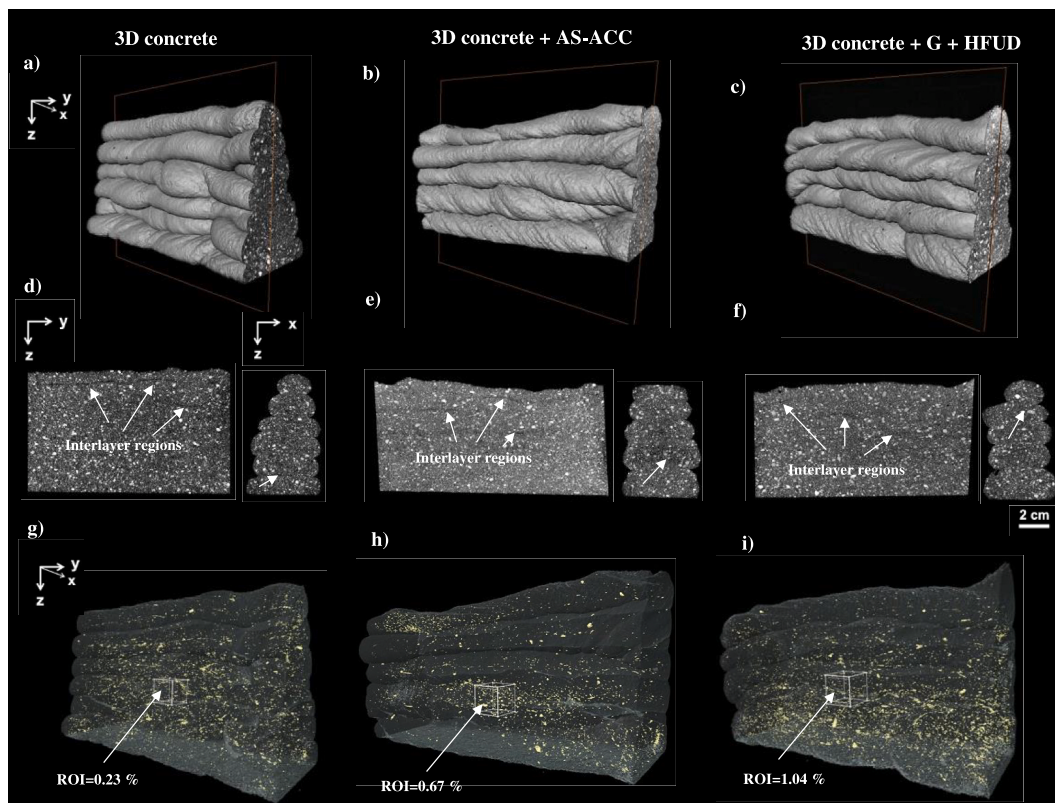 3D concrete
3D concrete + AS-ACC
3D concrete + G + HFUD
a)
b)
c)
y
x
z
d)
e)
f)
y
z
x
z
Interlayer regions
Interlayer regions
Interlayer regions
2 cm
g)
h)
i)
y
x
z
ROI=0.23 %
ROI=0.67 %
ROI=1.04 %